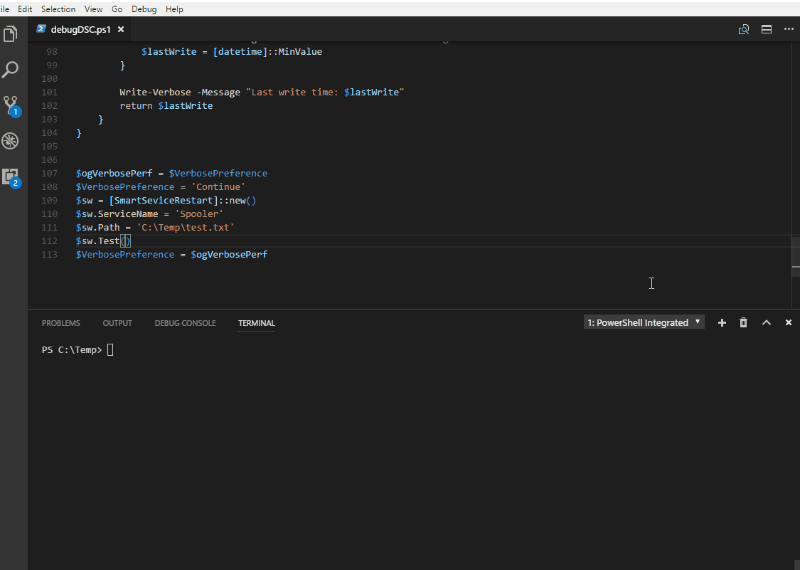 ile Edit Selection View Go Debug Help
debugDSC.ps1
98 $lastWrite = [datetime]::MinValue
99 }
100
101 Write-Verbose -Message "Last write time: $lastWrite"
102 return $lastWrite
103 }
104 }
105
106
107 $ogVerbosePerf = $VerbosePreference
108 $VerbosePreference = 'Continue'
109 $sw = [SmartSeviceRestart]::new()
110 $sw.ServiceName = 'Spooler'
111 $sw.Path = 'C:\Temp\test.txt'
112 $sw.Test()
113 $VerbosePreference = $ogVerbosePerf
1
2
PROBLEMS OUTPUT DEBUG CONSOLE TERMINAL 1: PowerShell Integrated
PS C:\Temp>